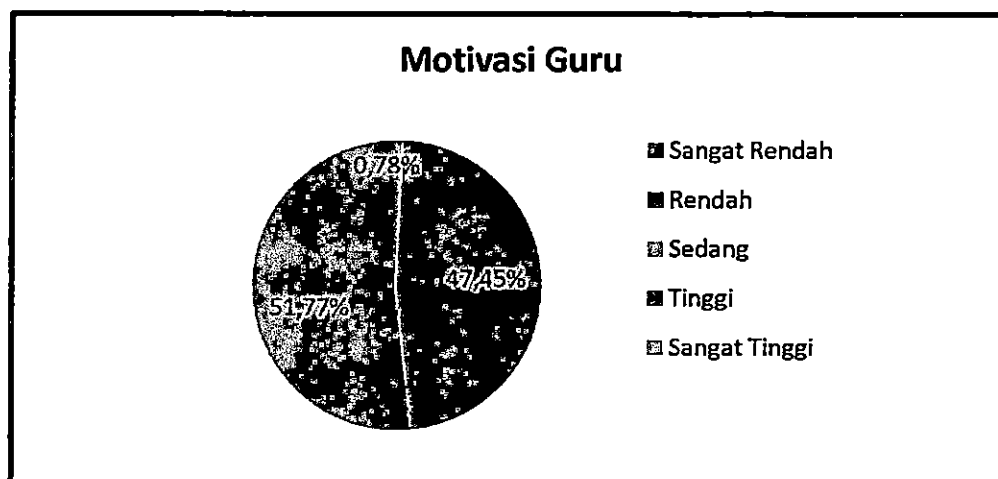 Motivasi Guru
0,78%
47,45%
51,77%
Sangat Rendah
Rendah
Sedang
Tinggi
Sangat Tinggi